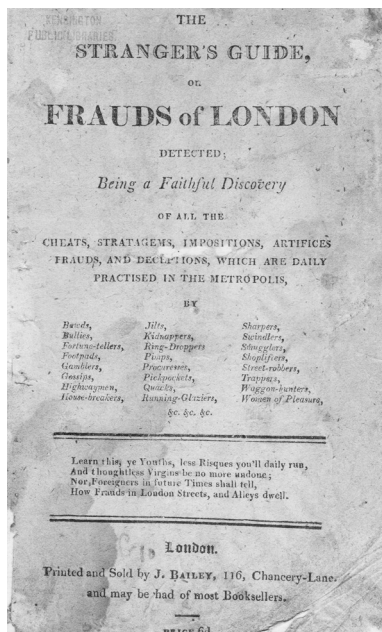 KENSINGTON
PUBLIC LIBRARIES
THE
STRANGER'S GUIDE,
OR
FRAUDS of LONDON
DETECTED;
Being a Faithful Discovery
OF ALL THE
CHEATS, STRATAGEMS, IMPOSITIONS, ARTIFICES
FRAUDS, AND DECEPTIONS, WHICH ARE DAILY
PRACTISED IN THE METROPOLIS,
BY
Bawds,
Bullies,
Fortune-tellers,
Footpads,
Gamblers,
Gossips,
Highwaymen,
House-breakers,
Jilts,
Kidnappers,
Ring-Droppers
Pimps,
Procuresses,
Pickpockets,
Quacks,
Running-Glaziers,
Sharpers,
Swindlers,
Smugglers,
Shoplifters,
Street-robbers,
Trappers,
Waggon-hunters,
Women of Pleasure,
&c. &c. &c.
Learn this, ye Youths, less Risques you'll daily run,
And thoughtless Virgins be no more undone;
Nor, Foreigners in future Times shall tell,
How Frauds in London Streets, and Alleys dwell.
London.
Printed and Sold by J. BAILEY, 116, Chancery-Lane.
and may be had of most Booksellers.
PRICE 6d